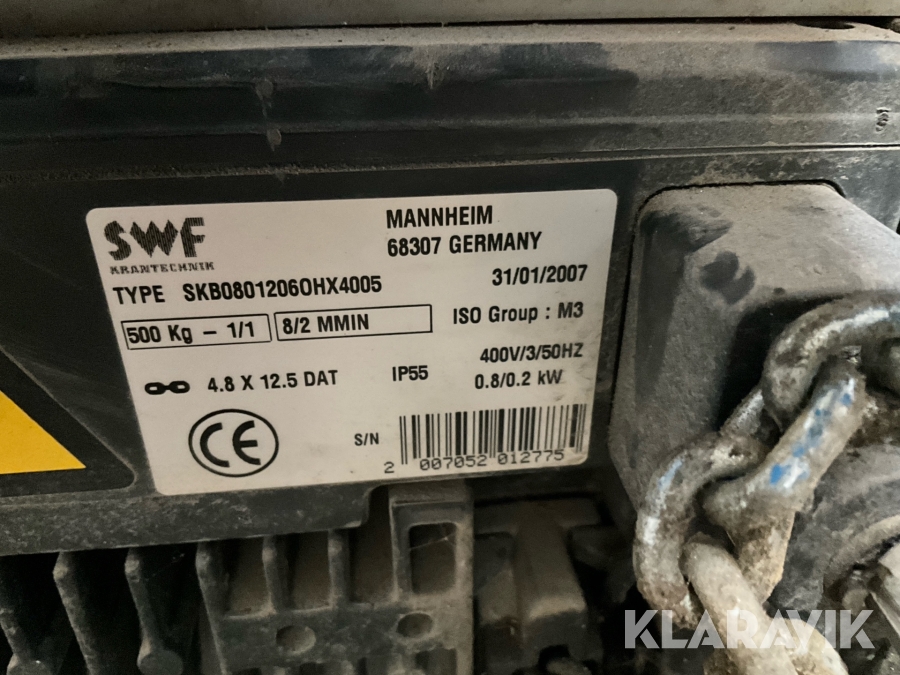 SWF
KRANTECHNIK
MANNHEIM
68307 GERMANY
TYPE SKB08012060HX4005
31/01/2007
500 Kg - 1/1
8/2 MMIN
ISO Group : M3
4.8 X 12.5 DAT
IP55
400V/3/50HZ
0.8/0.2 kW
CE
S/N
2 007052 012775
KLARAVIK